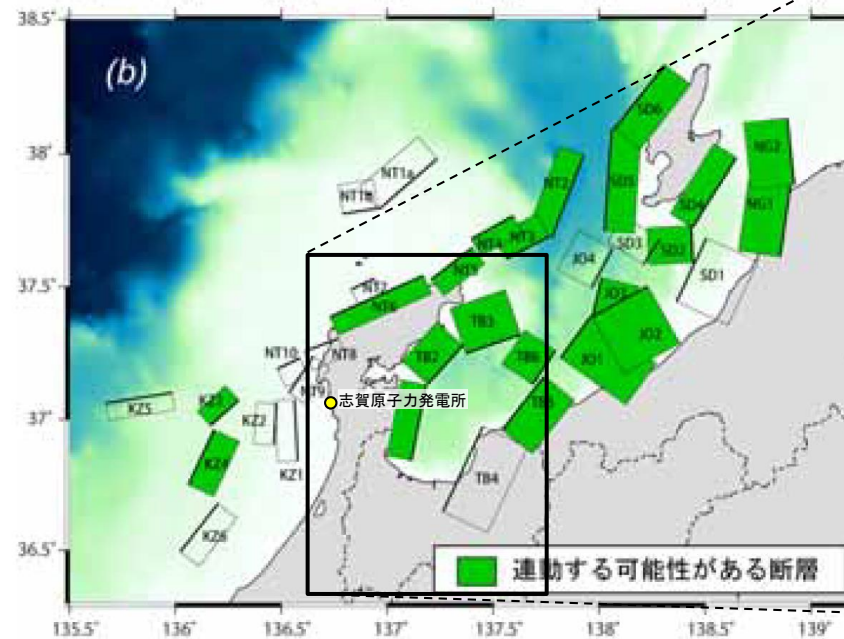 38.5°
(b)
SD6
38°
NG2
NT1a
NT1b
NT2
SD5
SD4
NG1
NT4
NT3
SD3
SD2
JO4
SD1
37.5°
NT5
NT7
NT6
JO3
TB3
JO2
NT10
NT8
TB2
TB6
JO1
NT9
志賀原子力発電所
KZ3
KZ5
TB5
37°
KZ2
KZ4
KZ1
TB4
KZ6
36.5°
連動する可能性がある断層
135.5°
136°
136.5°
137°
137.5°
138°
138.5°
139°